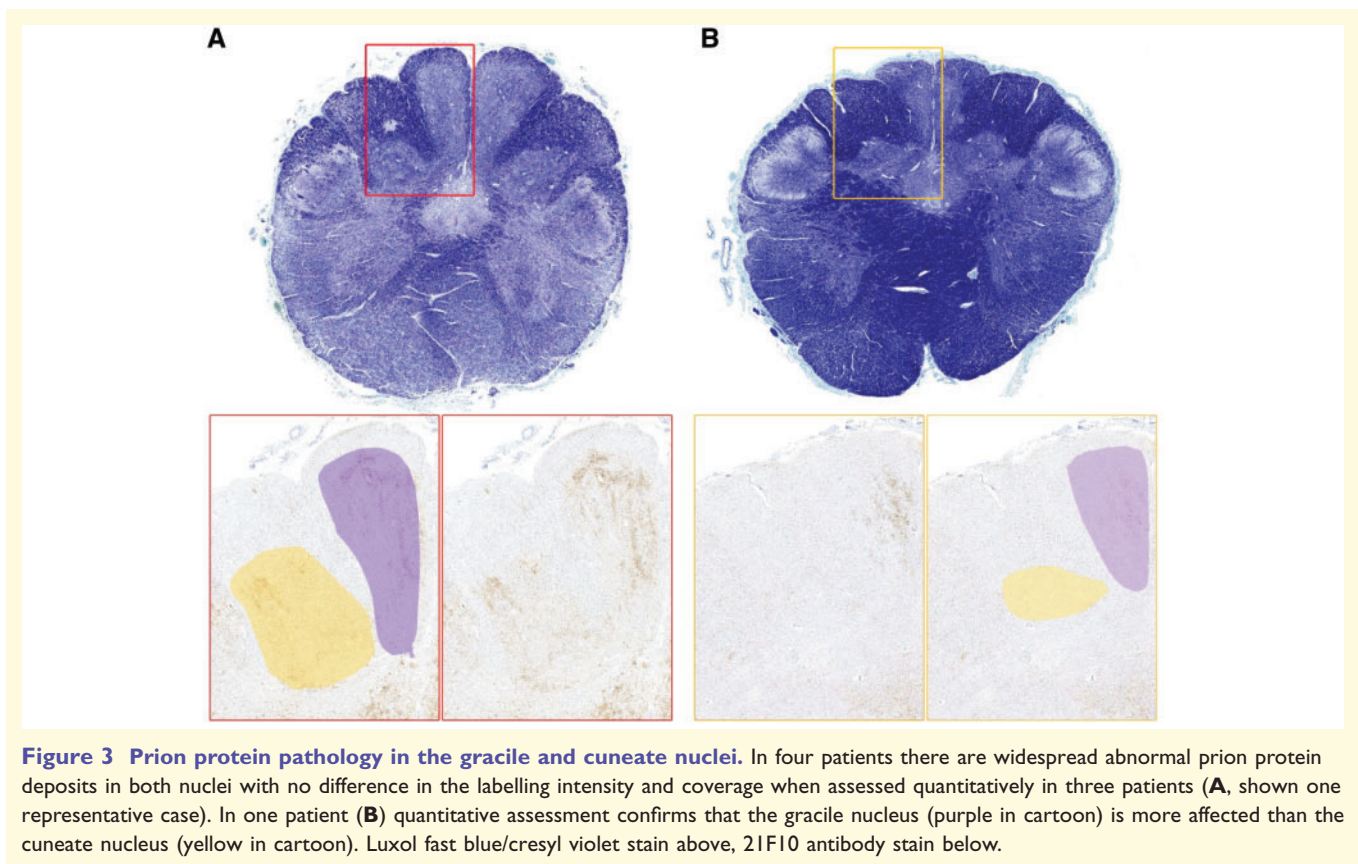 A
B
Figure 3 Prion protein pathology in the gracile and cuneate nuclei. In four patients there are widespread abnormal prion protein
deposits in both nuclei with no difference in the labelling intensity and coverage when assessed quantitatively in three patients (A, shown one
representative case). In one patient (B) quantitative assessment confirms that the gracile nucleus (purple in cartoon) is more affected than the
cuneate nucleus (yellow in cartoon). Luxol fast blue/cresyl violet stain above, 21F10 antibody stain below.